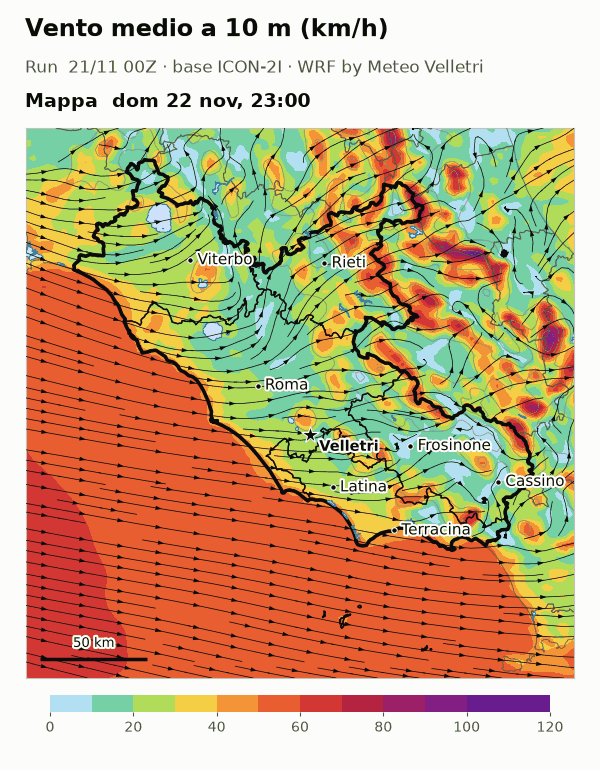 Vento medio a 10 m (km/h)
Run  21/11 00Z · base ICON-2I · WRF by Meteo Velletri
Mappa  dom 22 nov, 23:00
Viterbo
Rieti
Roma
Velletri
Frosinone
Cassino
Latina
Terracina
50 km
0 20 40 60 80 100 120